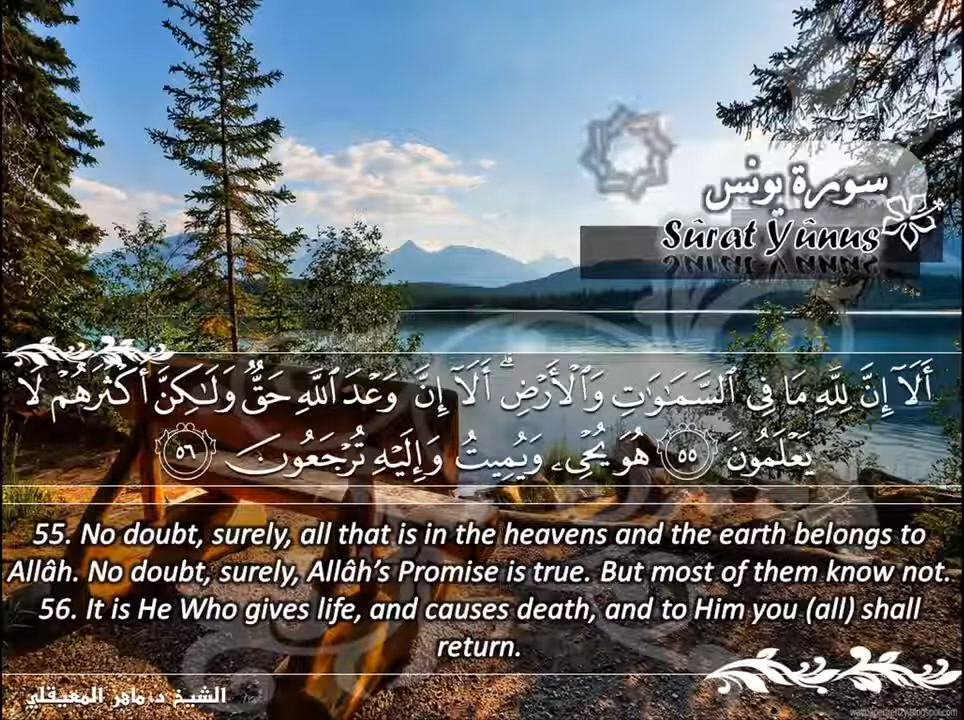 سورة يونس
Sûrat Yûnus
أَلَآ إِنَّ لِلَّهِ مَا فِى ٱلسَّمَـٰوَٰتِ وَٱلْأَرْضِ ۗ أَلَآ إِنَّ وَعْدَ ٱللَّهِ حَقٌّ وَلَـٰكِنَّ أَكْثَرَهُمْ لَا
يَعْلَمُونَ ٥٥ هُوَ يُحْىِۦ وَيُمِيتُ وَإِلَيْهِ تُرْجَعُونَ ٥٦
55. No doubt, surely, all that is in the heavens and the earth belongs to
Allâh. No doubt, surely, Allâh’s Promise is true. But most of them know not.
56. It is He Who gives life, and causes death, and to Him you (all) shall
return.
الشيخ د.ماهر المعيقلي